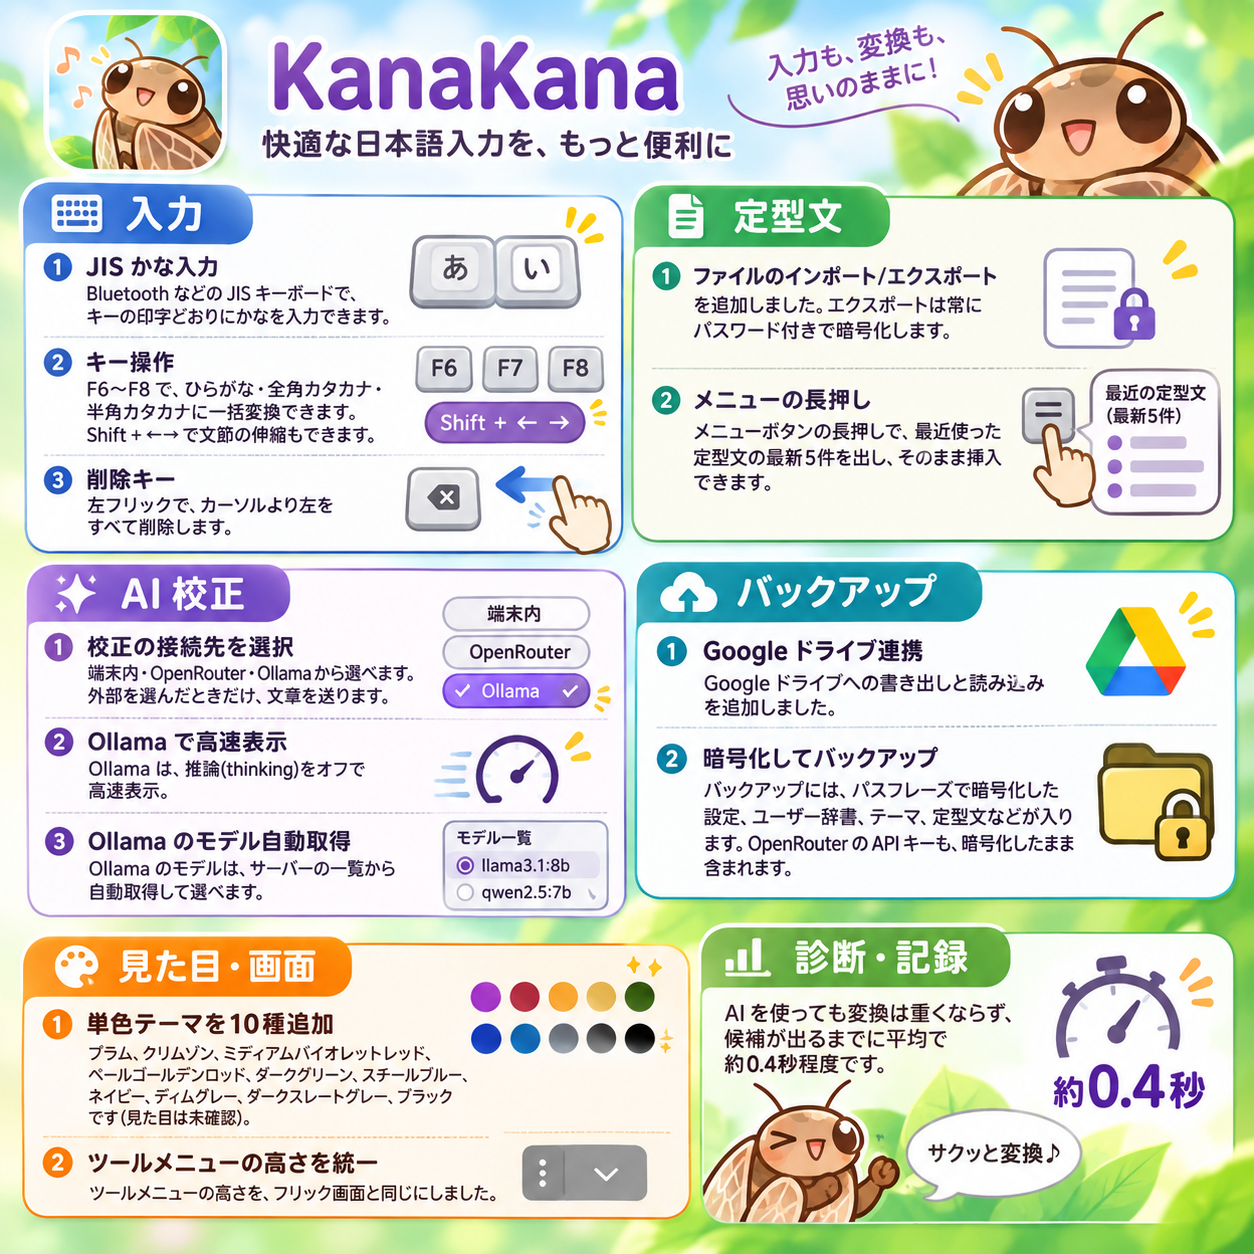 KanaKana
快適な日本語入力を、もっと便利に
入力も、変換も、
思いのままに!
入力
1 JIS かな入力
Bluetooth などの JIS キーボードで、
キーの印字どおりにかなを入力できます。
あ い
2 キー操作
F6〜F8 で、ひらがな・全角カタカナ・
半角カタカナに一括変換できます。
Shift + ←→ で文節の伸縮もできます。
F6 F7 F8
Shift + ← →
3 削除キー
左フリックで、カーソルより左を
すべて削除します。
定型文
1 ファイルのインポート/エクスポート
を追加しました。エクスポートは常に
パスワード付きで暗号化します。
2 メニューの長押し
メニューボタンの長押しで、最近使った
定型文の最新5件を出し、そのまま挿入
できます。
最近の定型文
(最新5件)
AI 校正
1 校正の接続先を選択
端末内・OpenRouter・Ollamaから選べます。
外部を選んだときだけ、文章を送ります。
端末内
OpenRouter
✓ Ollama ✓
2 Ollama で高速表示
Ollama は、推論(thinking)をオフで
高速表示。
3 Ollama のモデル自動取得
Ollama のモデルは、サーバーの一覧から
自動取得して選べます。
モデル一覧
llama3.1:8b
qwen2.5:7b
バックアップ
1 Google ドライブ連携
Google ドライブへの書き出しと読み込み
を追加しました。
2 暗号化してバックアップ
バックアップには、パスフレーズで暗号化した
設定、ユーザー辞書、テーマ、定型文などが入り
ます。OpenRouter の API キーも、暗号化したまま
含まれます。
見た目・画面
1 単色テーマを10種追加
プラム、クリムゾン、ミディアムバイオレットレッド、
ペールゴールデンロッド、ダークグリーン、スチールブルー、
ネイビー、ディムグレー、ダークスレートグレー、ブラック
です(見た目は未確認)。
2 ツールメニューの高さを統一
ツールメニューの高さを、フリック画面と同じにしました。
診断・記録
AI を使っても変換は重くならず、
候補が出るまでに平均で
約0.4秒程度です。
約0.4秒
サクッと変換♪